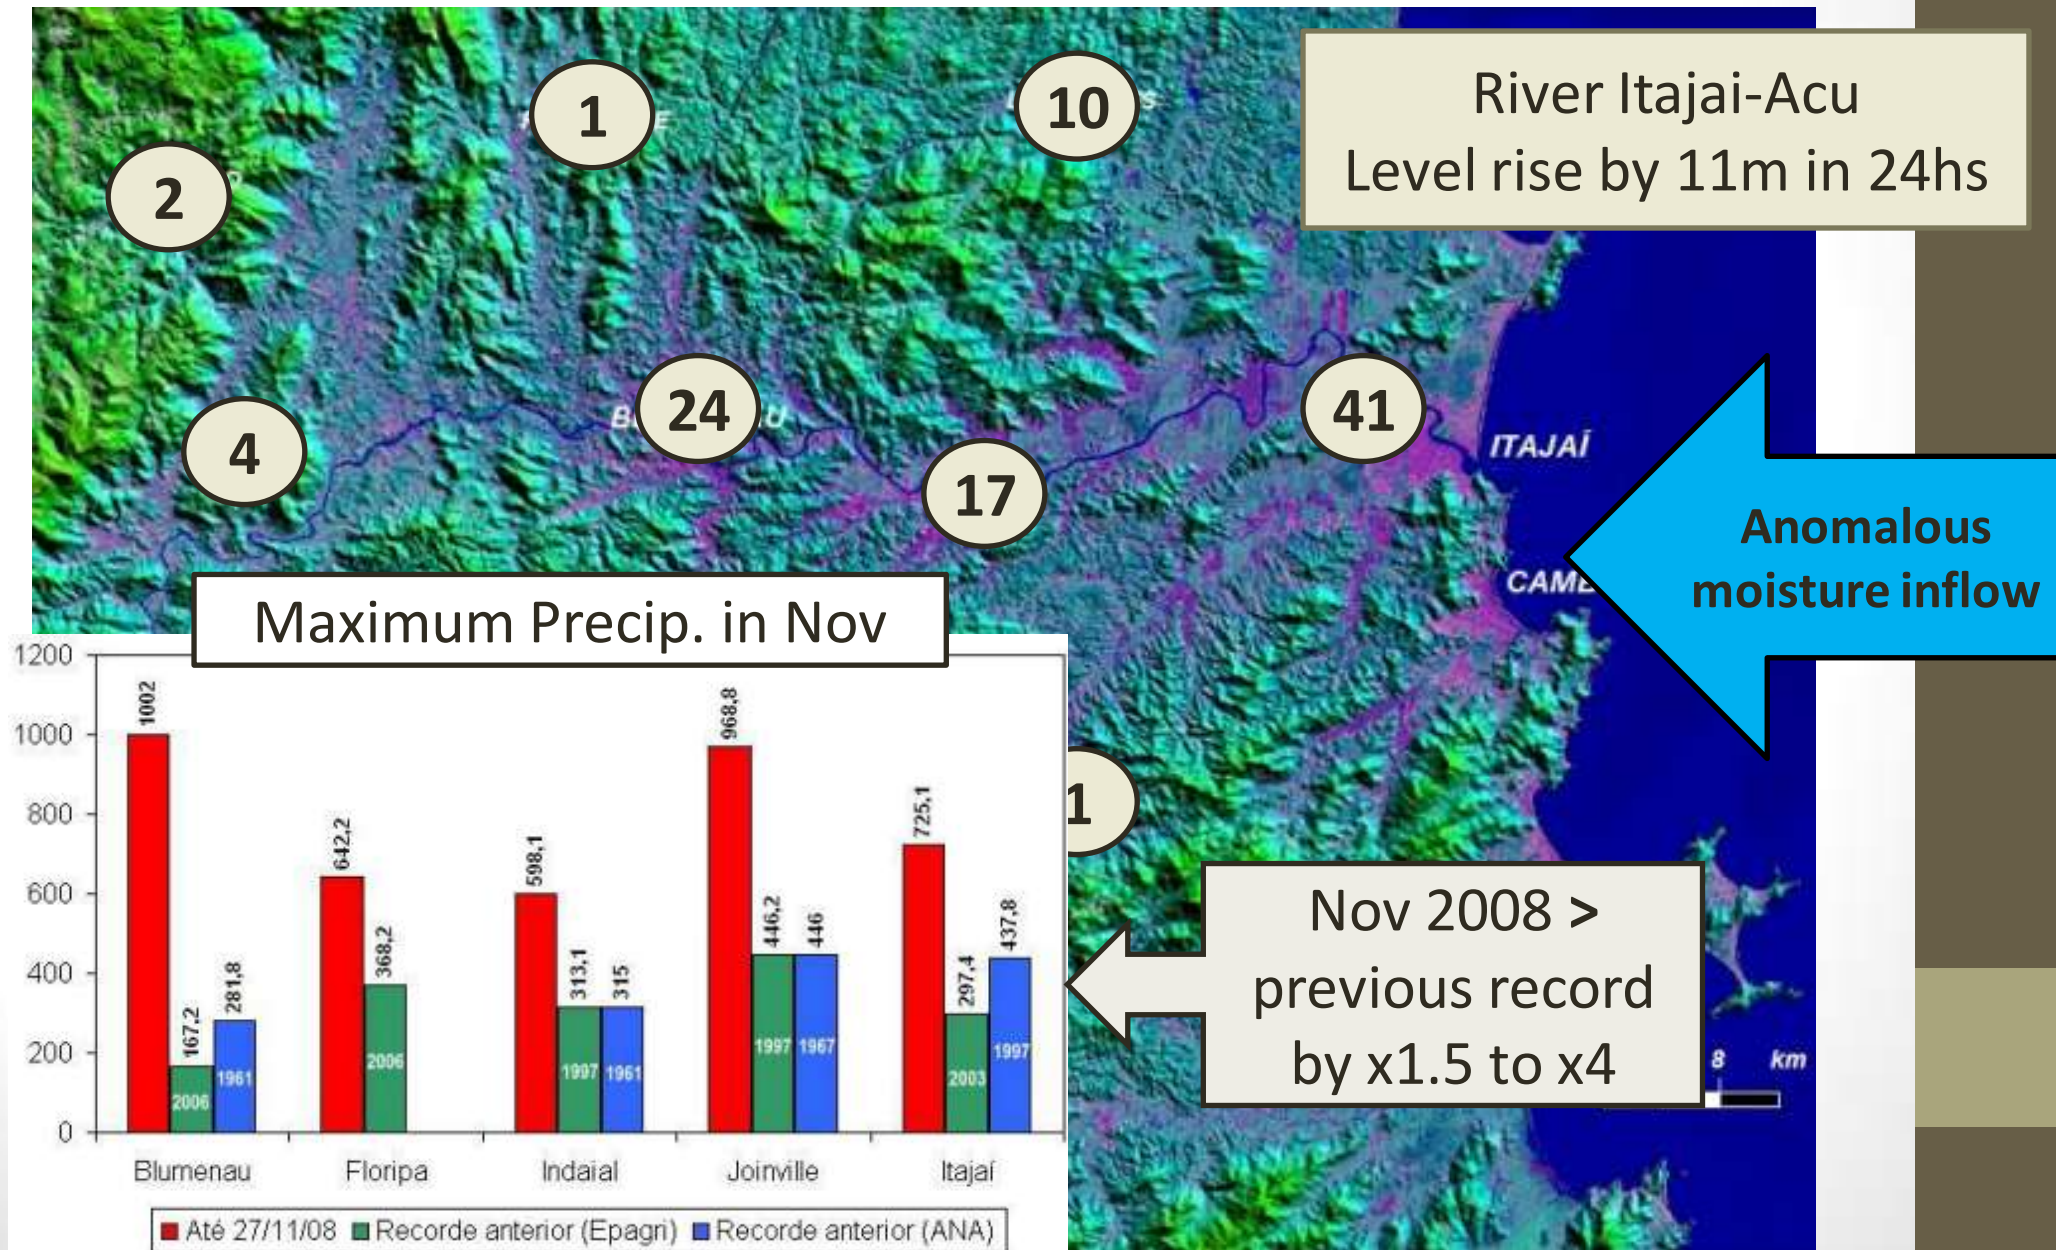 River Itajai-Acu
Level rise by 11m in 24hs
1
10
2
24
41
4
17
ITAJAÍ
Anomalous
moisture inflow
Maximum Precip. in Nov
1200
1000
800
600
400
200
0
1002
167,2
2006
281,8
1961
642,2
368,2
2006
598,1
313,1
1997
315
1961
968,8
446,2
1997
446
1967
725,1
297,4
2003
437,8
1997
Blumenau
Floripa
Indaial
Joinville
Itajaí
Até 27/11/08 Recorde anterior (Epagri) Recorde anterior (ANA)
1
Nov 2008 >
previous record
by x1.5 to x4
8 km